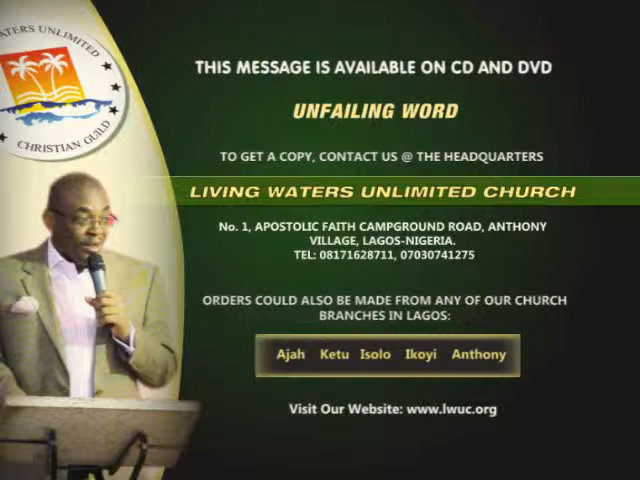 WATERS UNLIMITED
CHRISTIAN GUILD
THIS MESSAGE IS AVAILABLE ON CD AND DVD
UNFAILING WORD
TO GET A COPY, CONTACT US @ THE HEADQUARTERS
LIVING WATERS UNLIMITED CHURCH
No. 1, APOSTOLIC FAITH CAMPGROUND ROAD, ANTHONY
VILLAGE, LAGOS-NIGERIA.
TEL: 08171628711, 07030741275
ORDERS COULD ALSO BE MADE FROM ANY OF OUR CHURCH
BRANCHES IN LAGOS:
Ajah Ketu Isolo Ikoyi Anthony
Visit Our Website: www.lwuc.org